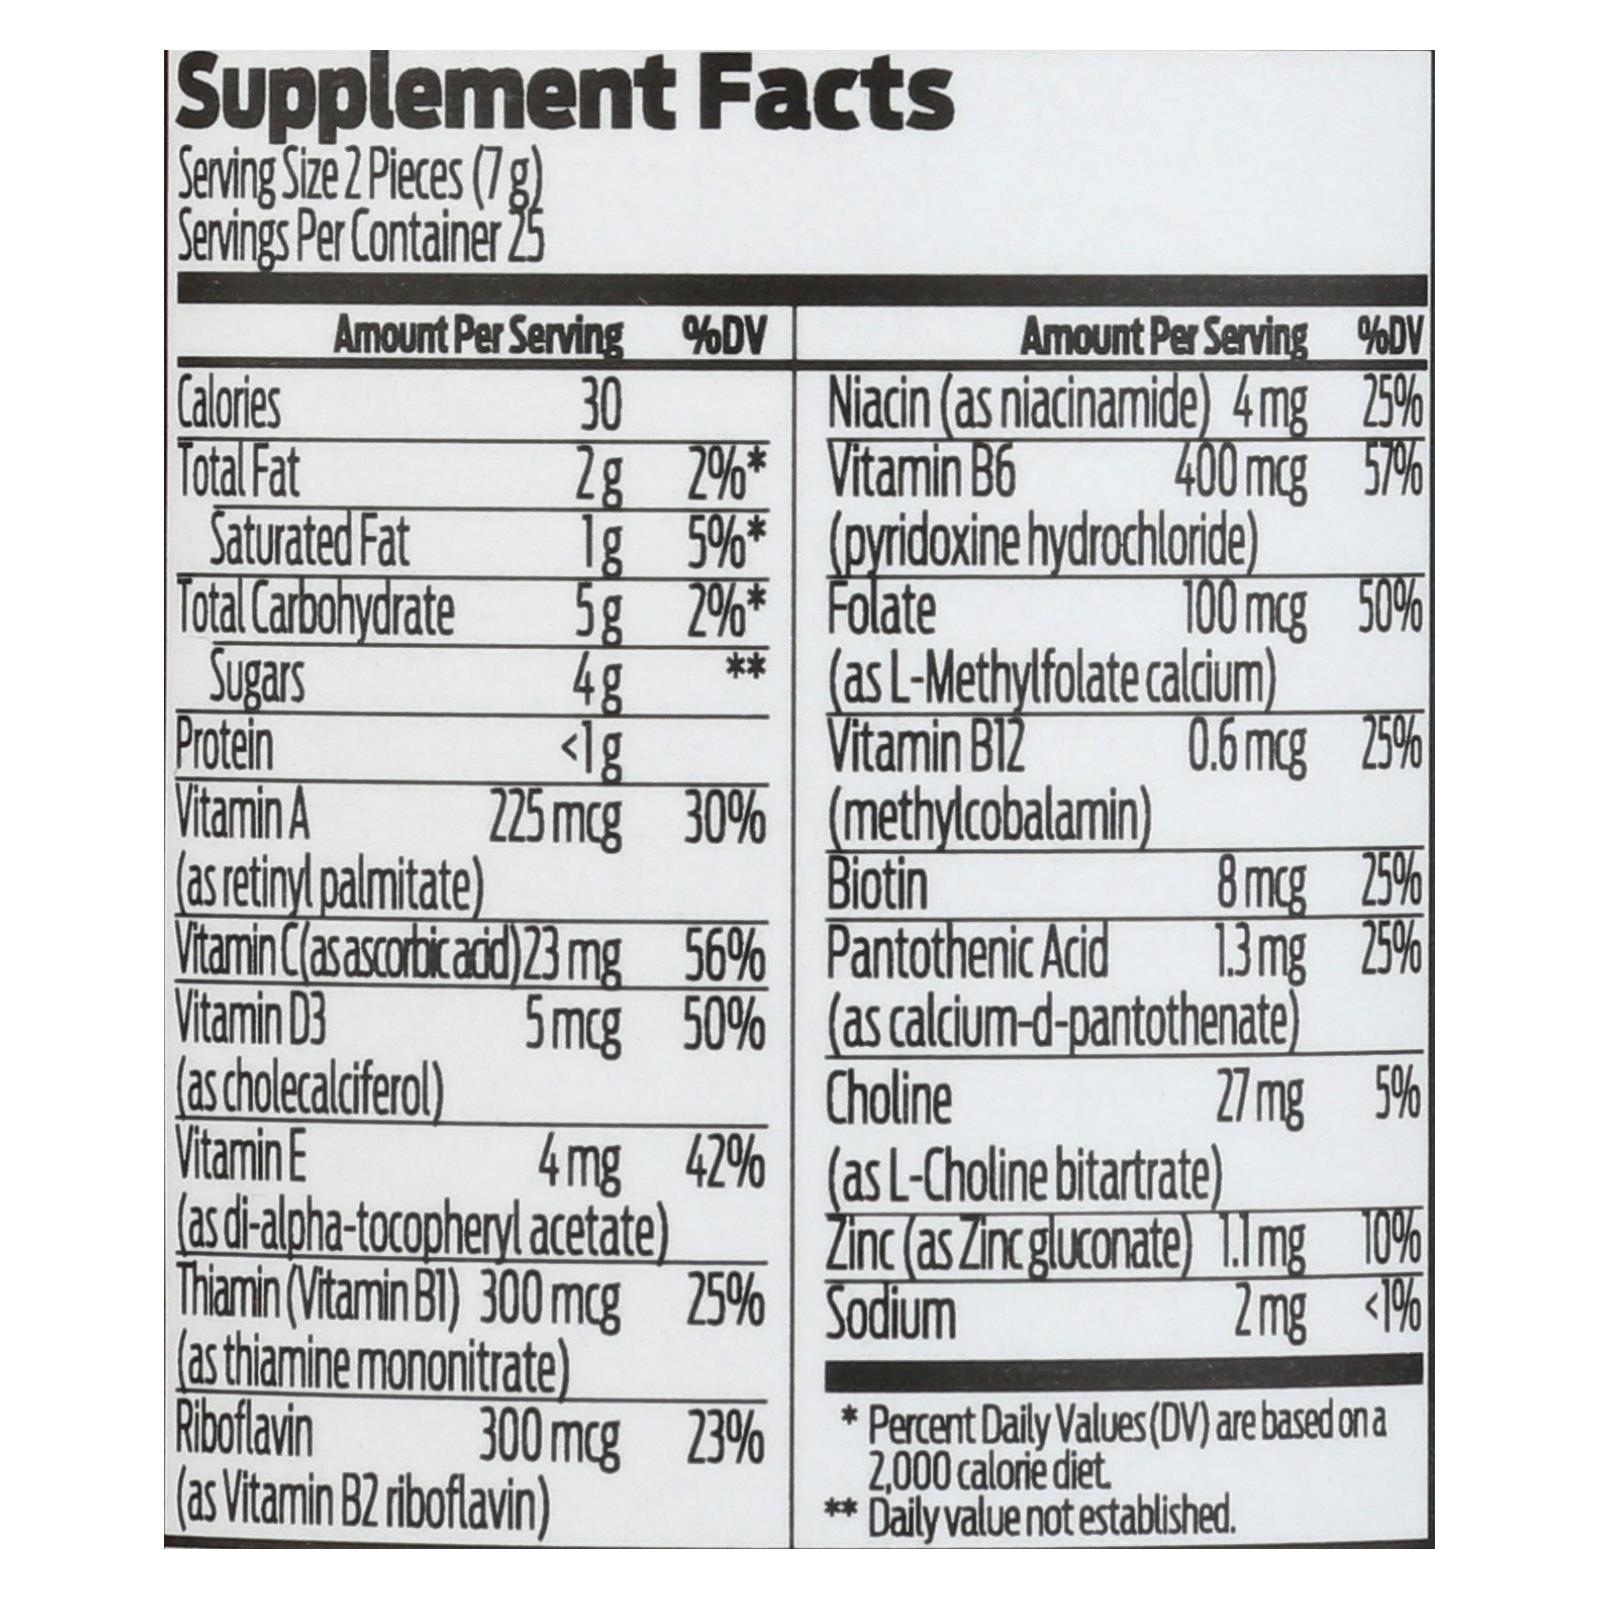 Supplement Facts
Serving Size 2 Pieces (7 g)
Servings Per Container 25
Amount Per Serving %DV
Calories 30
Total Fat 2 g 2%*
Saturated Fat 1 g 5%*
Total Carbohydrate 5 g 2%*
Sugars 4 g **
Protein <1 g
Vitamin A 225 mcg 30%
(as retinyl palmitate)
Vitamin C (as ascorbic acid) 23 mg 56%
Vitamin D3 5 mcg 50%
(as cholecalciferol)
Vitamin E 4 mg 42%
(as di-alpha-tocopheryl acetate)
Thiamin (Vitamin B1) 300 mcg 25%
(as thiamine mononitrate)
Riboflavin 300 mcg 23%
(as Vitamin B2 riboflavin)
Amount Per Serving %DV
Niacin (as niacinamide) 4 mg 25%
Vitamin B6 400 mcg 57%
(pyridoxine hydrochloride)
Folate 100 mcg 50%
(as L-Methylfolate calcium)
Vitamin B12 0.6 mcg 25%
(methylcobalamin)
Biotin 8 mcg 25%
Pantothenic Acid 1.3 mg 25%
(as calcium-d-pantothenate)
Choline 27 mg 5%
(as L-Choline bitartrate)
Zinc (as Zinc gluconate) 1.1 mg 10%
Sodium 2 mg <1%
* Percent Daily Values (DV) are based on a
2,000 calorie diet.
** Daily value not established.